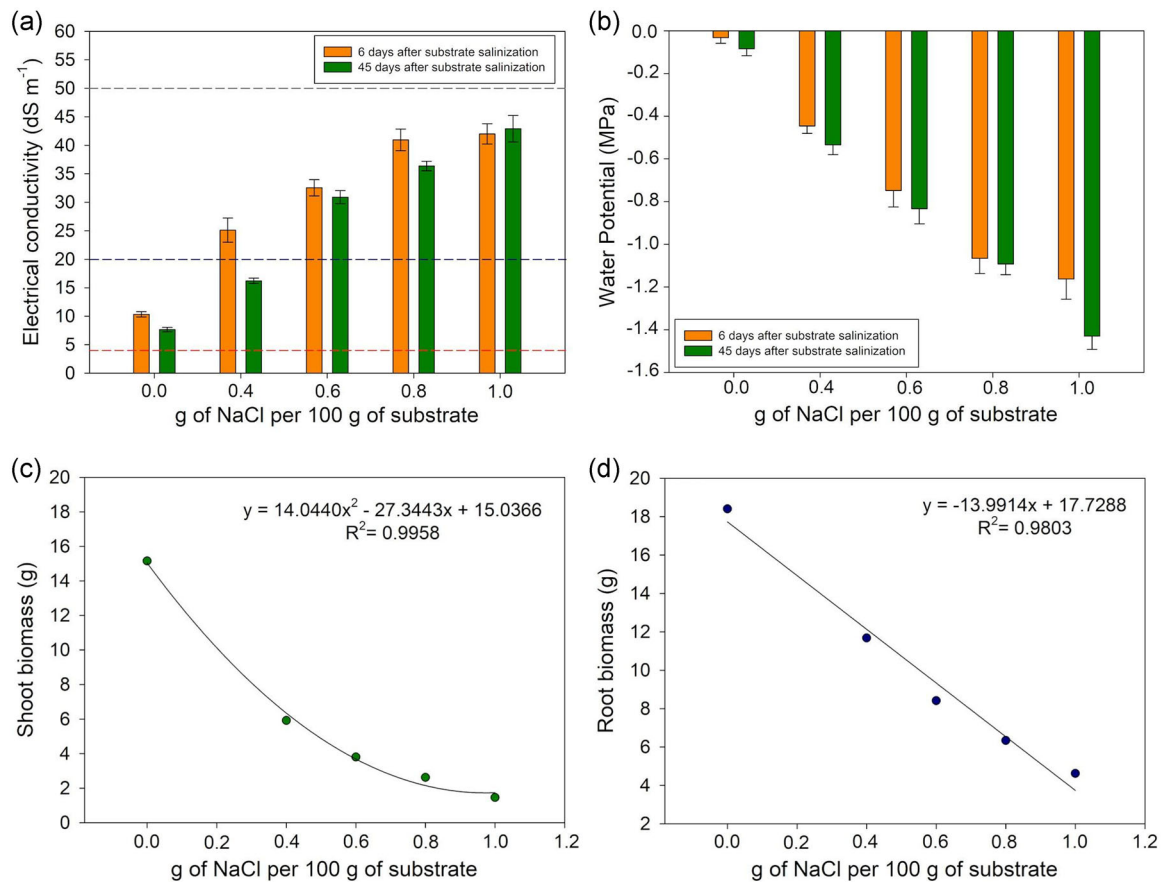 (a)
60
55
50
45
40
35
30
25
20
15
10
5
0
Electrical conductivity (dS m⁻¹)
6 days after substrate salinization
45 days after substrate salinization
0.0 0.4 0.6 0.8 1.0
g of NaCl per 100 g of substrate
(b)
0.0
-0.2
-0.4
-0.6
-0.8
-1.0
-1.2
-1.4
-1.6
Water Potential (MPa)
6 days after substrate salinization
45 days after substrate salinization
0.0 0.4 0.6 0.8 1.0
g of NaCl per 100 g of substrate
(c)
20
18
16
14
12
10
8
6
4
2
0
Shoot biomass (g)
y = 14.0440x² - 27.3443x + 15.0366
R²= 0.9958
0.0 0.2 0.4 0.6 0.8 1.0 1.2
g of NaCl per 100 g of substrate
(d)
20
18
16
14
12
10
8
6
4
2
Root biomass (g)
y = -13.9914x + 17.7288
R²= 0.9803
0.0 0.2 0.4 0.6 0.8 1.0 1.2
g of NaCl per 100 g of substrate